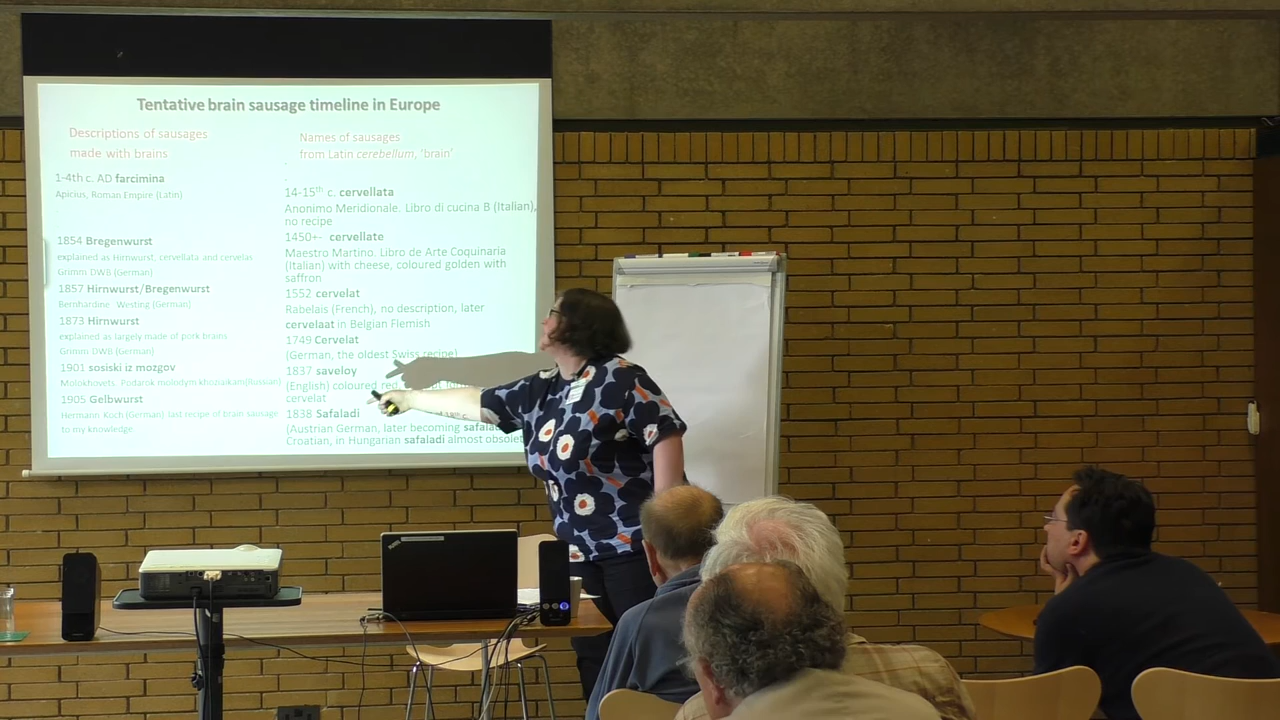 Tentative brain sausage timeline in Europe
Descriptions of sausages
made with brains
1-4th c. AD farcimina
Apicius, Roman Empire (Latin)
1854 Bregenwurst
explained as Hirnwurst, cervellata and cervelas
Grimm DWB (German)
1857 Hirnwurst/Bregenwurst
Bernhardine Westing (German)
1873 Hirnwurst
explained as largely made of pork brains
Grimm DWB (German)
1901 sosiski iz mozgov
Molokhovets. Podarok molodym khoziaikam(Russian)
1905 Gelbwurst
Hermann Koch (German)-last recipe of brain sausage
to my knowledge
Names of sausages
from Latin cerebellum, 'brain'
14-15th c. cervellata
Anonimo Meridionale. Libro di cucina B (Italian),
no recipe
1450+- cervellate
Maestro Martino. Libro de Arte Coquinaria
(Italian) with cheese, coloured golden with
saffron
1552 cervelat
Rabelais (French), no description, later
cervelaat in Belgian Flemish
1749 Cervelat
(German, the oldest Swiss recipe)
1837 saveloy
(English) coloured red,
cervelat
1838 Safaladi
(Austrian German, later becoming
Croatian, in Hungarian safaladi almost obsolet